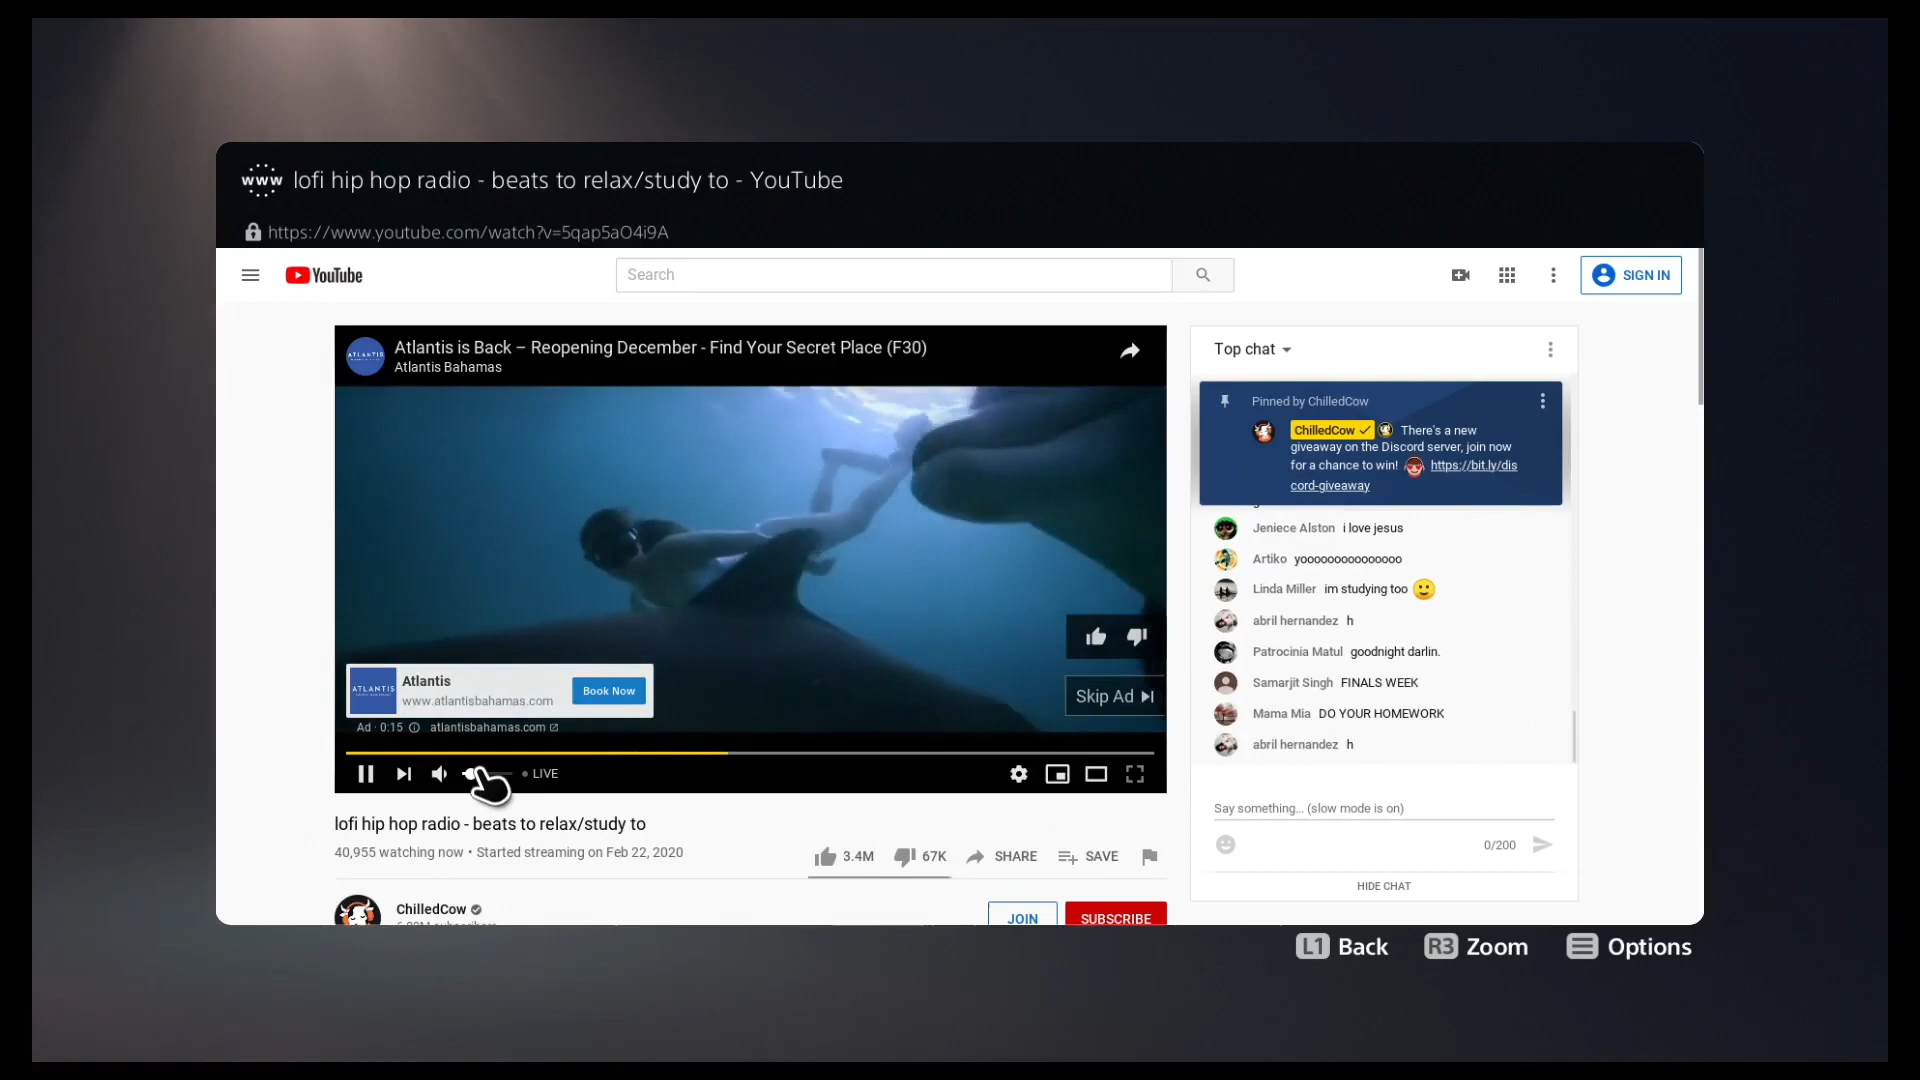 www lofi hip hop radio - beats to relax/study to - YouTube
https://www.youtube.com/watch?v=5qap5aO4i9A
YouTube
Search
SIGN IN
ATLANTIS
Atlantis is Back – Reopening December - Find Your Secret Place (F30)
Atlantis Bahamas
Skip Ad
ATLANTIS
Atlantis
www.atlantisbahamas.com
Book Now
Ad · 0:15 atlantisbahamas.com
LIVE
lofi hip hop radio - beats to relax/study to
40,955 watching now • Started streaming on Feb 22, 2020
3.4M 67K SHARE SAVE
ChilledCow
JOIN SUBSCRIBE
Top chat
Pinned by ChilledCow
ChilledCow There's a new
giveaway on the Discord server, join now
for a chance to win! https://bit.ly/dis
cord-giveaway
Jeniece Alston i love jesus
Artiko yooooooooooooooo
Linda Miller im studying too 🙂
abril hernandez h
Patrocinia Matul goodnight darlin.
Samarjit Singh FINALS WEEK
Mama Mia DO YOUR HOMEWORK
abril hernandez h
Say something... (slow mode is on)
0/200
HIDE CHAT
L1 Back R3 Zoom Options